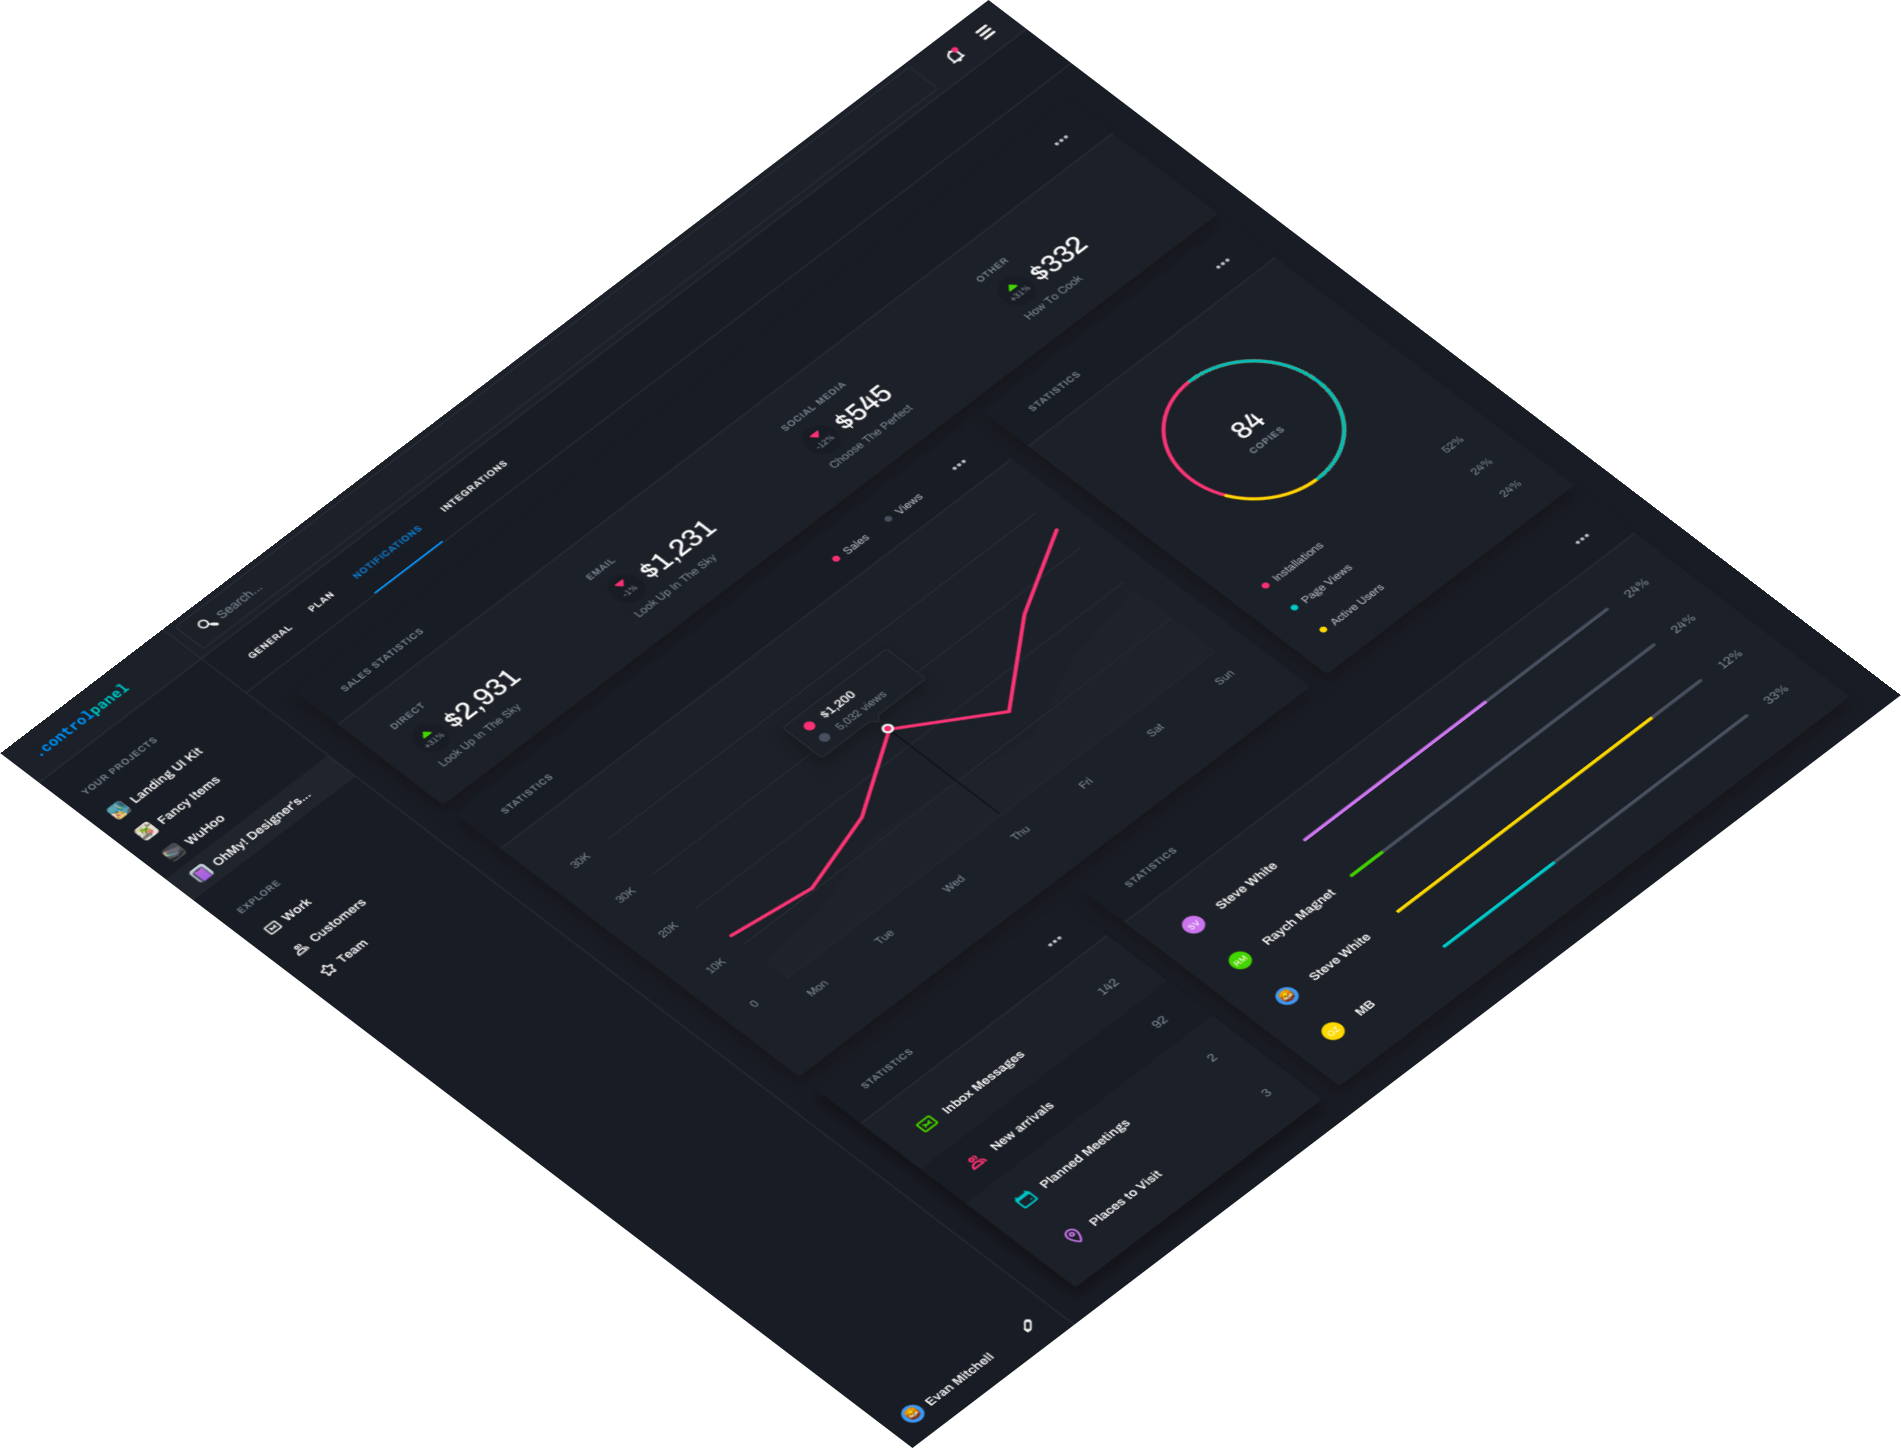 .controlpanel
Search...
YOUR PROJECTS
Landing UI Kit
Fancy Items
WuHoo
OhMy! Designer's...
EXPLORE
Work
Customers
Team
Evan Mitchell
GENERAL
PLAN
NOTIFICATIONS
INTEGRATIONS
SALES STATISTICS
DIRECT
+31%
$2,931
Look Up In The Sky
EMAIL
-1%
$1,231
Look Up In The Sky
SOCIAL MEDIA
-12%
$545
Choose The Perfect
OTHER
+31%
$332
How To Cook
STATISTICS
Sales
Views
30K
30K
20K
10K
0
$1,200
5,032 views
Mon
Tue
Wed
Thu
Fri
Sat
Sun
STATISTICS
84
COPIES
Installations
52%
Page Views
24%
Active Users
24%
STATISTICS
Inbox Messages
142
New arrivals
92
Planned Meetings
2
Places to Visit
3
STATISTICS
SV
Steve White
24%
RM
Raych Magnet
24%
Steve White
12%
MB
33%